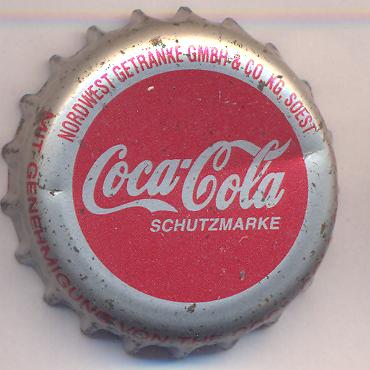 NORDWEST GETRÄNKE GMBH & CO. KG, SOEST
Coca-Cola
SCHUTZMARKE
MIT GENEHMIGUNG VON THE